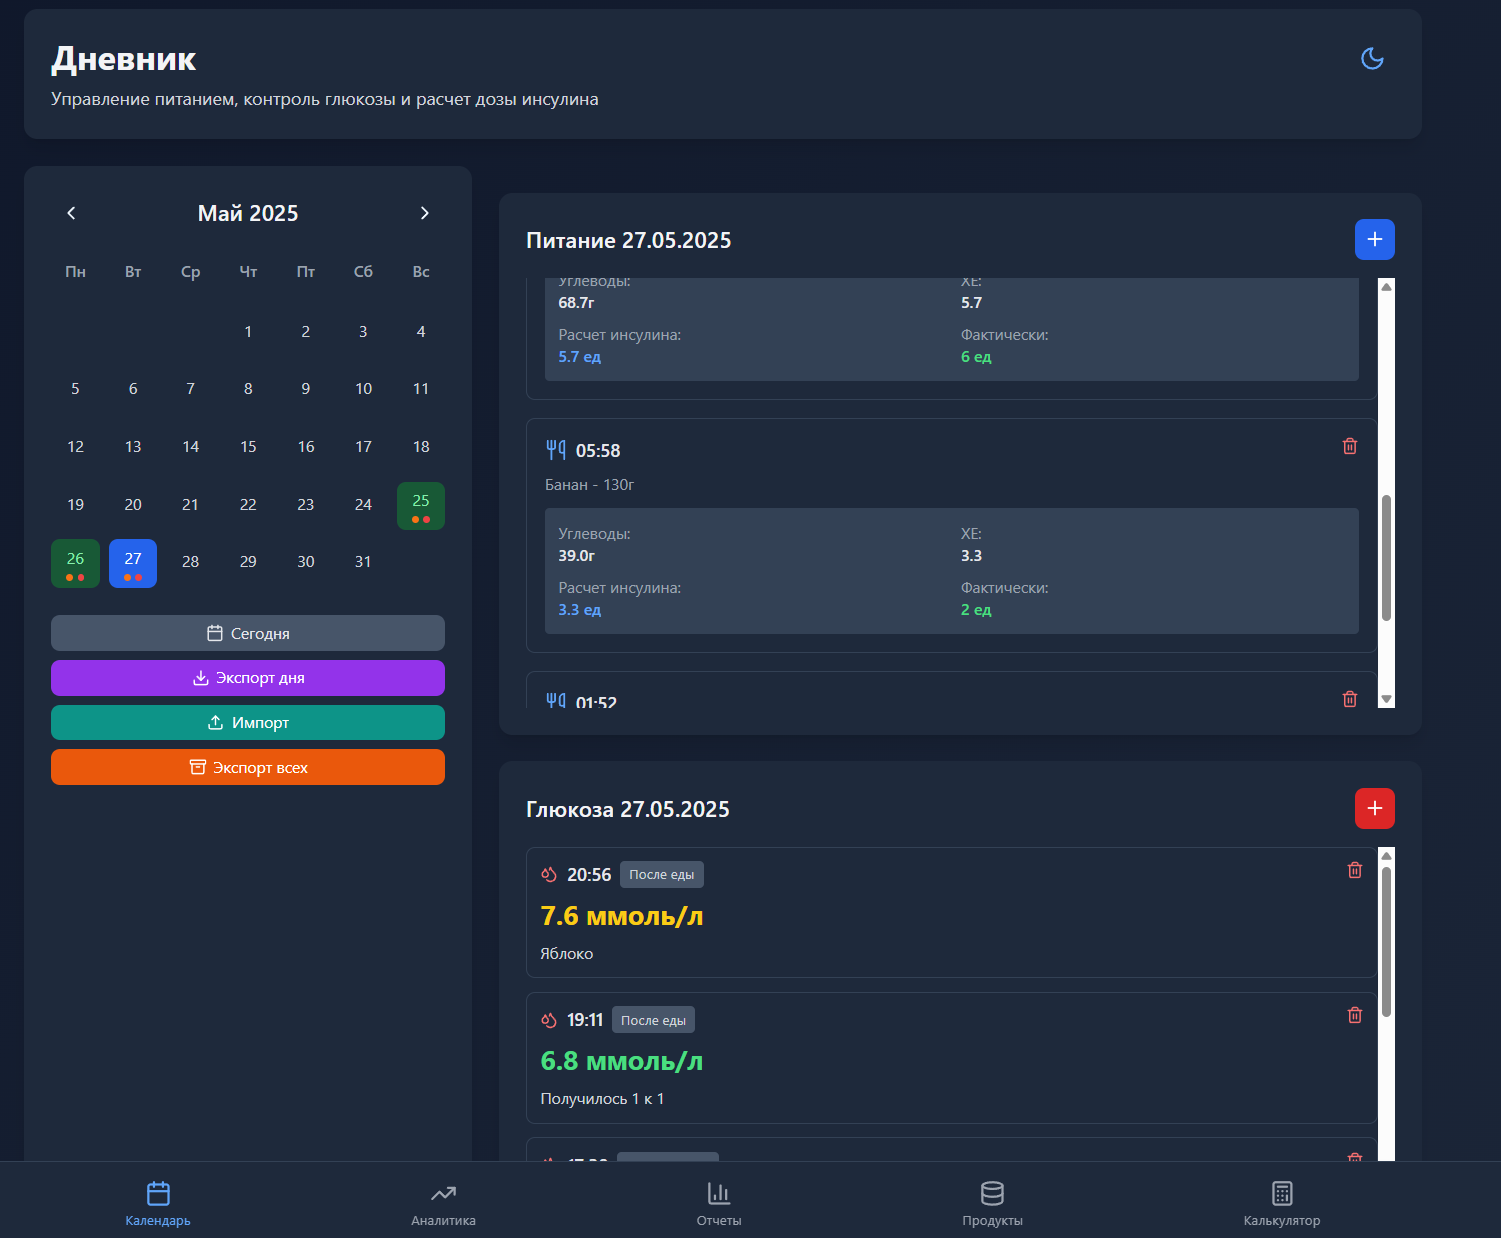 Дневник
Управление питанием, контроль глюкозы и расчет дозы инсулина
Май 2025
Пн Вт Ср Чт Пт Сб Вс
1 2 3 4
5 6 7 8 9 10 11
12 13 14 15 16 17 18
19 20 21 22 23 24 25
26 27 28 29 30 31
Сегодня
Экспорт дня
Импорт
Экспорт всех
Питание 27.05.2025
Углеводы: ХЕ:
68.7г 5.7
Расчет инсулина: Фактически:
5.7 ед 6 ед
05:58
Банан - 130г
Углеводы: ХЕ:
39.0г 3.3
Расчет инсулина: Фактически:
3.3 ед 2 ед
01:52
Глюкоза 27.05.2025
20:56 После еды
7.6 ммоль/л
Яблоко
19:11 После еды
6.8 ммоль/л
Получилось 1 к 1
Календарь Аналитика Отчеты Продукты Калькулятор